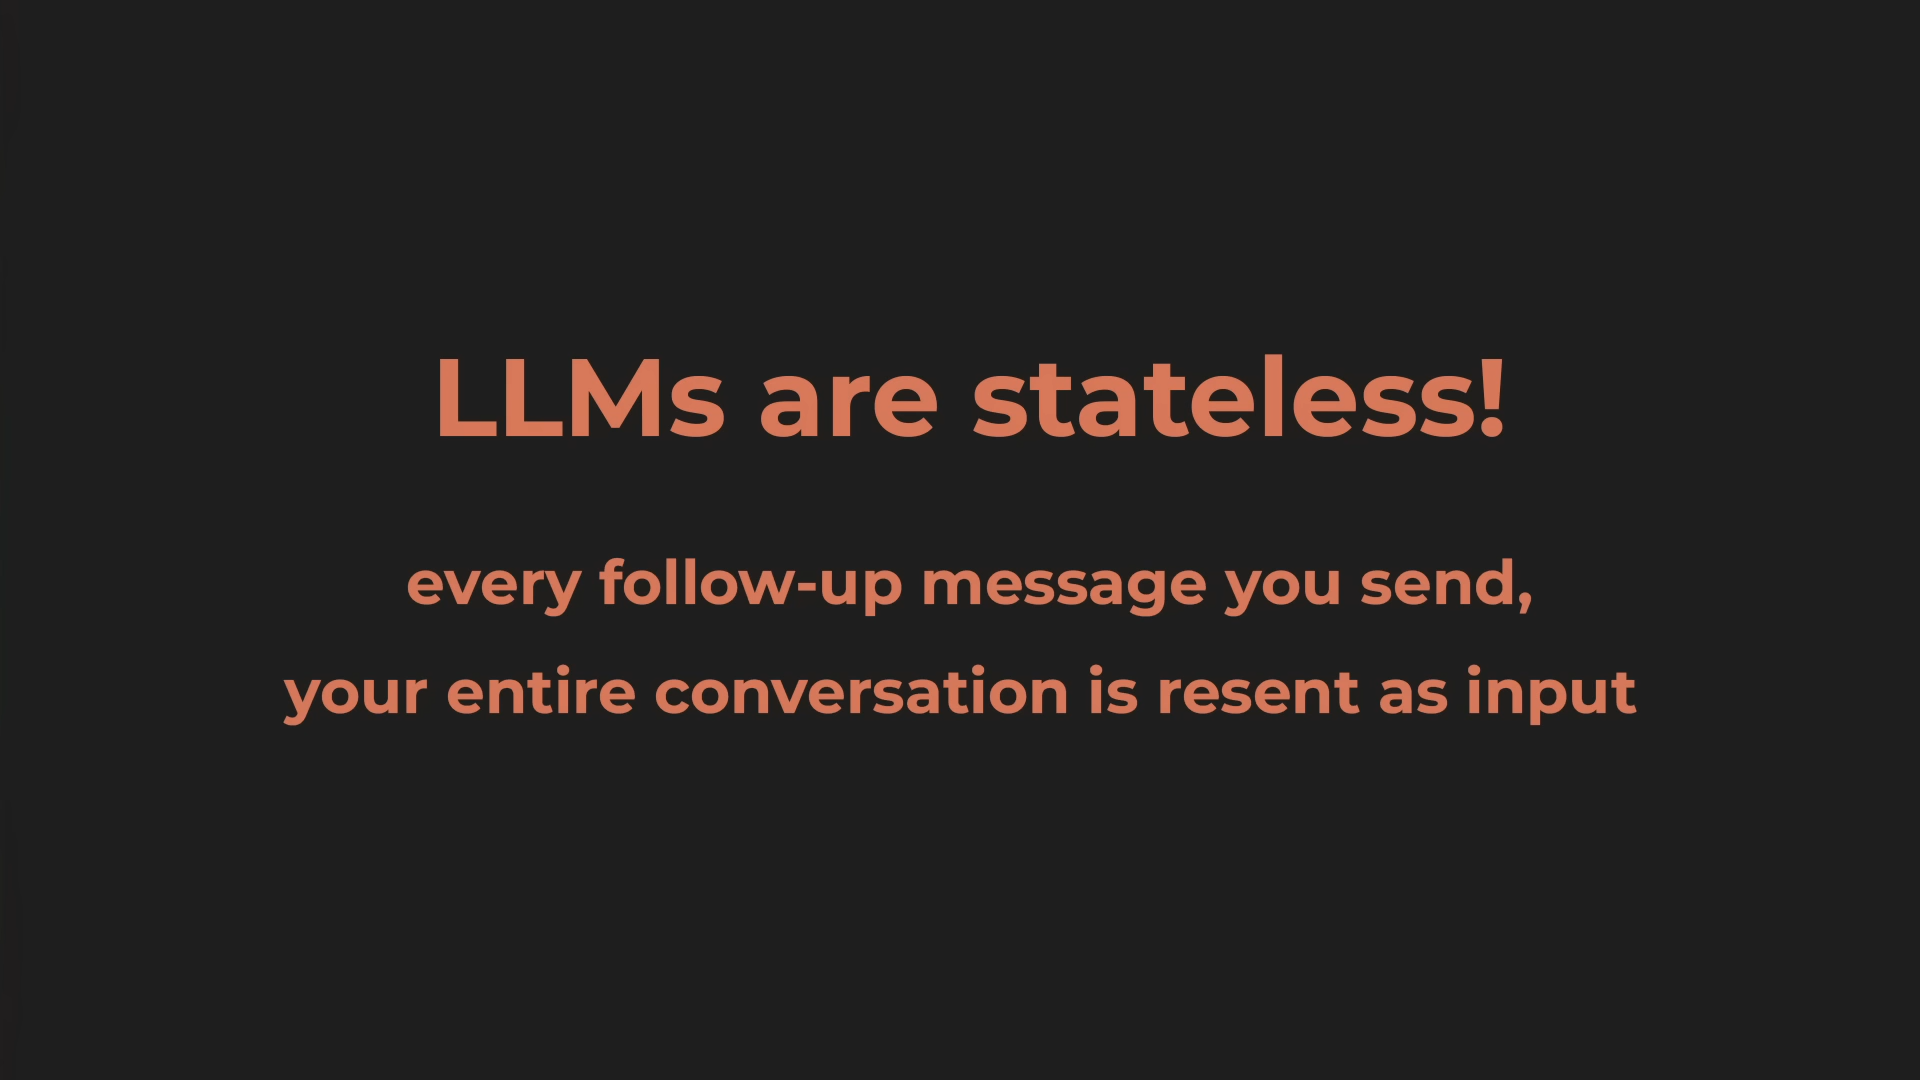 LLMs are stateless!
every follow-up message you send,
your entire conversation is resent as input